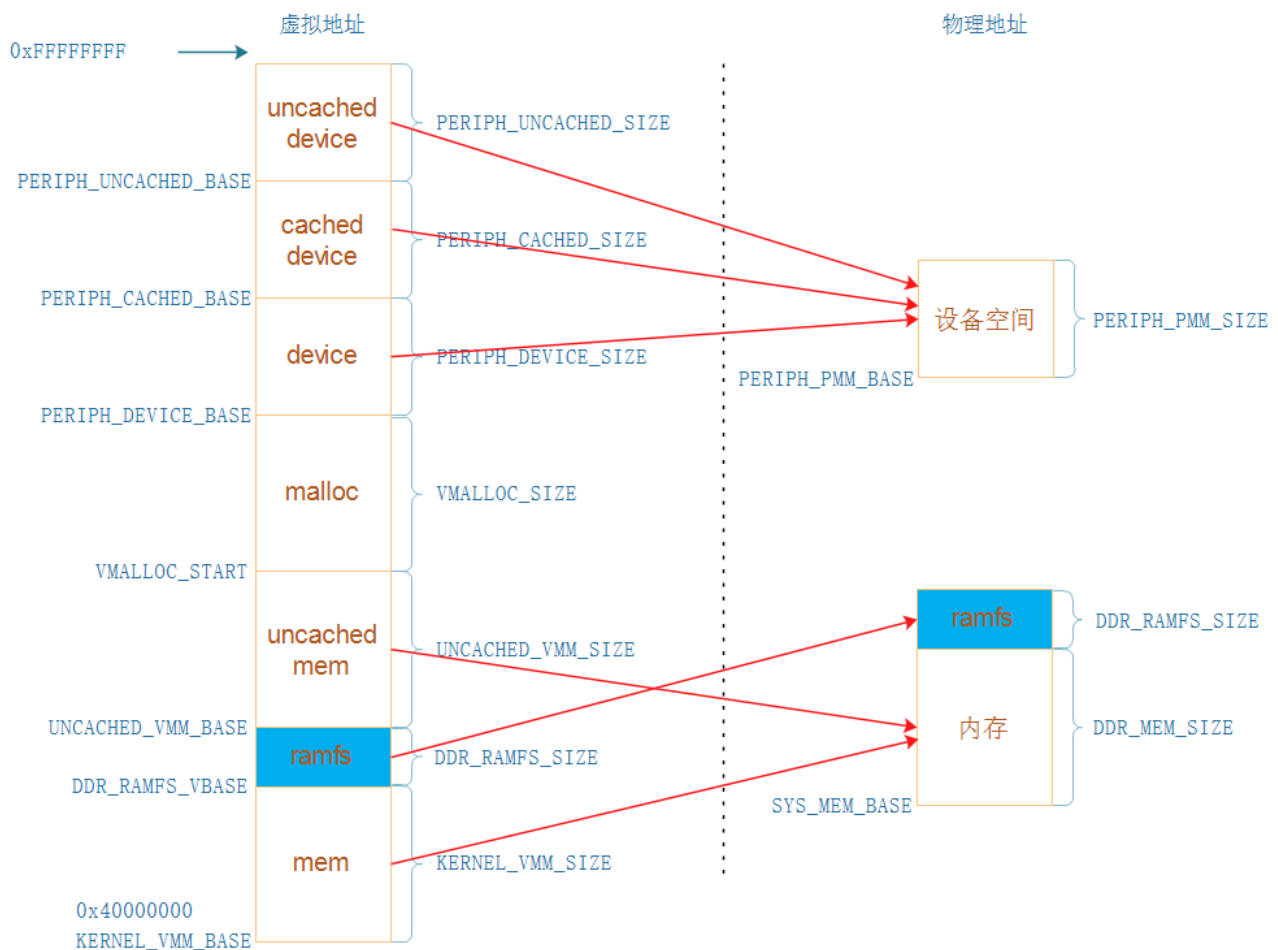 虚拟地址
物理地址
0xFFFFFFFF
uncached
device
PERIPH_UNCACHED_SIZE
PERIPH_UNCACHED_BASE
cached
device
PERIPH_CACHED_SIZE
PERIPH_CACHED_BASE
设备空间
PERIPH_PMM_SIZE
device
PERIPH_DEVICE_SIZE
PERIPH_PMM_BASE
PERIPH_DEVICE_BASE
malloc
VMALLOC_SIZE
VMALLOC_START
ramfs
DDR_RAMFS_SIZE
uncached
mem
UNCACHED_VMM_SIZE
UNCACHED_VMM_BASE
内存
DDR_MEM_SIZE
ramfs
DDR_RAMFS_SIZE
DDR_RAMFS_VBASE
SYS_MEM_BASE
mem
KERNEL_VMM_SIZE
0x40000000
KERNEL_VMM_BASE